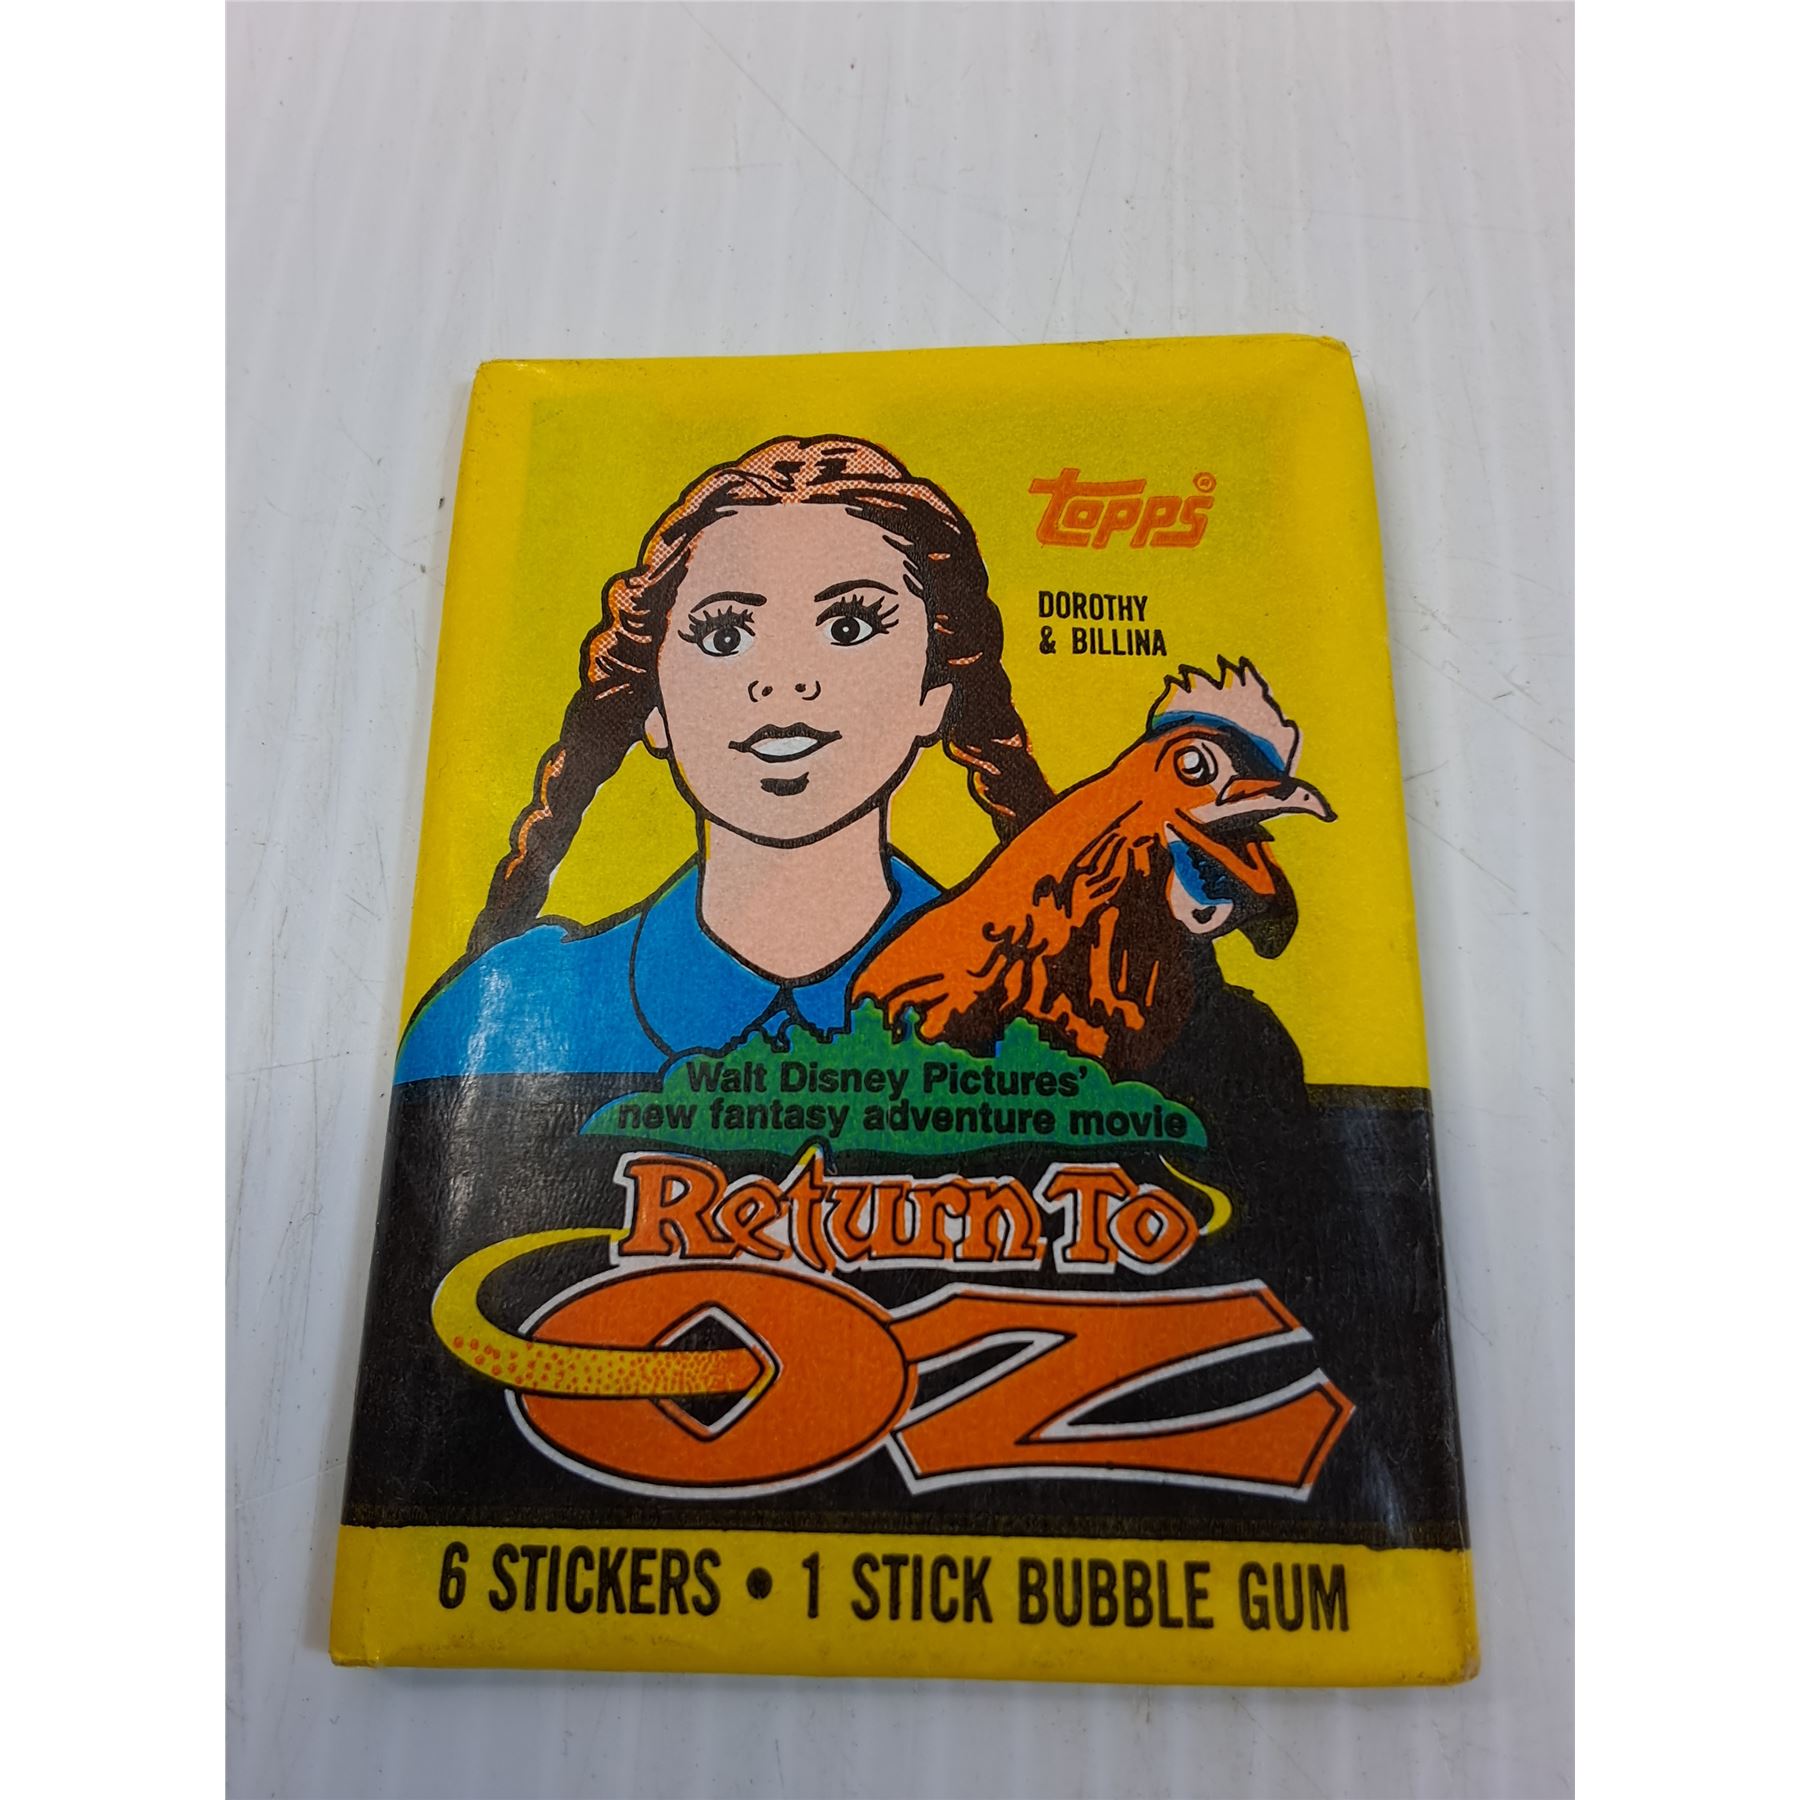 topps®
DOROTHY
& BILLINA
Walt Disney Pictures'
new fantasy adventure movie
Return To
OZ
6 STICKERS • 1 STICK BUBBLE GUM